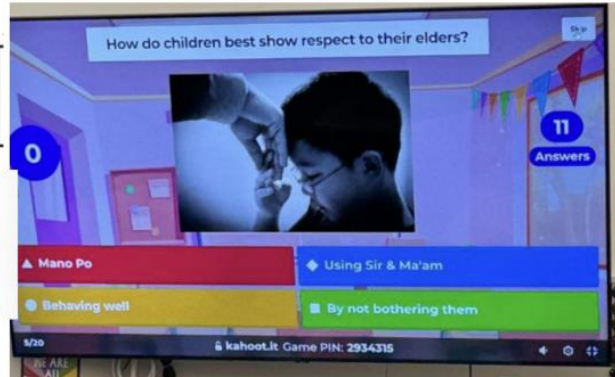 How do children best show respect to their elders?
Skip
0
11
Answers
Mano Po
Using Sir & Ma'am
Behaving well
By not bothering them
5/20
kahoot.it Game PIN: 2934315
WE ARE
ALL